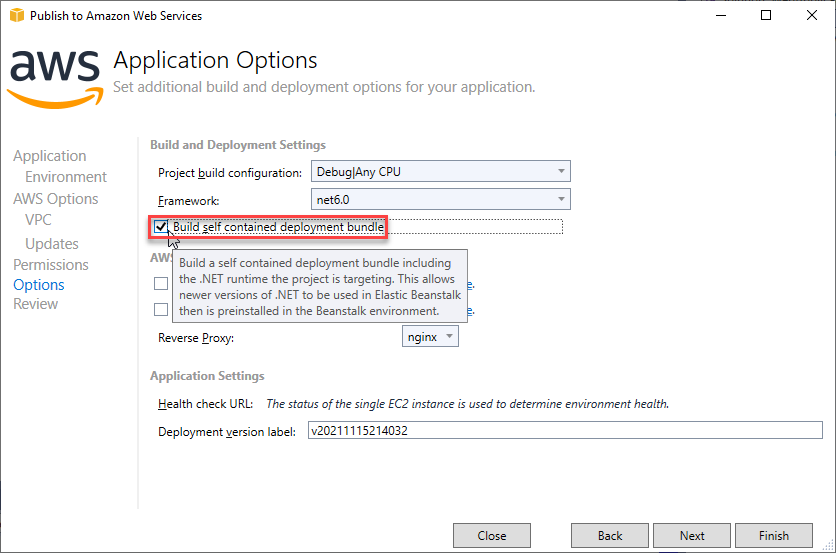 Publish to Amazon Web Services
aws
Application Options
Set additional build and deployment options for your application.
Application
Environment
AWS Options
VPC
Updates
Permissions
Options
Review
Build and Deployment Settings
Project build configuration: Debug|Any CPU
Framework: net6.0
Build self contained deployment bundle
AWS
Build a self contained deployment bundle including
the .NET runtime the project is targeting. This allows
newer versions of .NET to be used in Elastic Beanstalk
then is preinstalled in the Beanstalk environment.
Reverse Proxy: nginx
Application Settings
Health check URL: The status of the single EC2 instance is used to determine environment health.
Deployment version label: v20211115214032
Close Back Next Finish